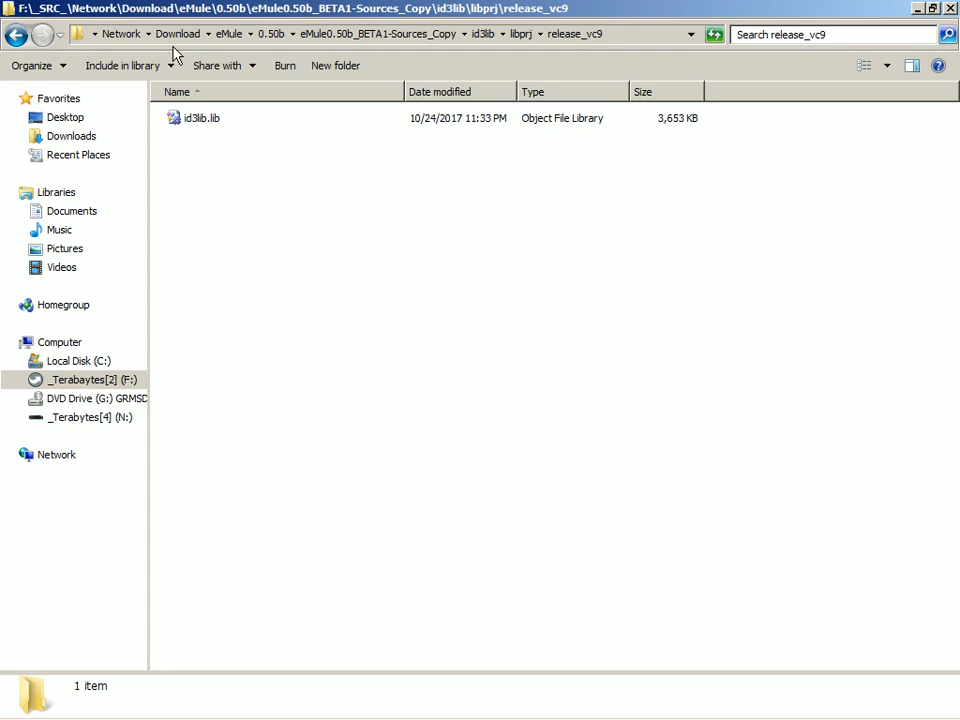 F:\_SRC_\Network\Download\eMule\0.50b\eMule0.50b_BETA1-Sources_Copy\id3lib\libprj\release_vc9
Network Download eMule 0.50b eMule0.50b_BETA1-Sources_Copy id3lib libprj release_vc9 Search release_vc9
Organize Include in library Share with Burn New folder
Name Date modified Type Size
id3lib.lib 10/24/2017 11:33 PM Object File Library 3,653 KB
Favorites
Desktop
Downloads
Recent Places
Libraries
Documents
Music
Pictures
Videos
Homegroup
Computer
Local Disk (C:)
_Terabaytes[2] (F:)
DVD Drive (G:) GRMSD
_Terabytes[4] (N:)
Network
1 item